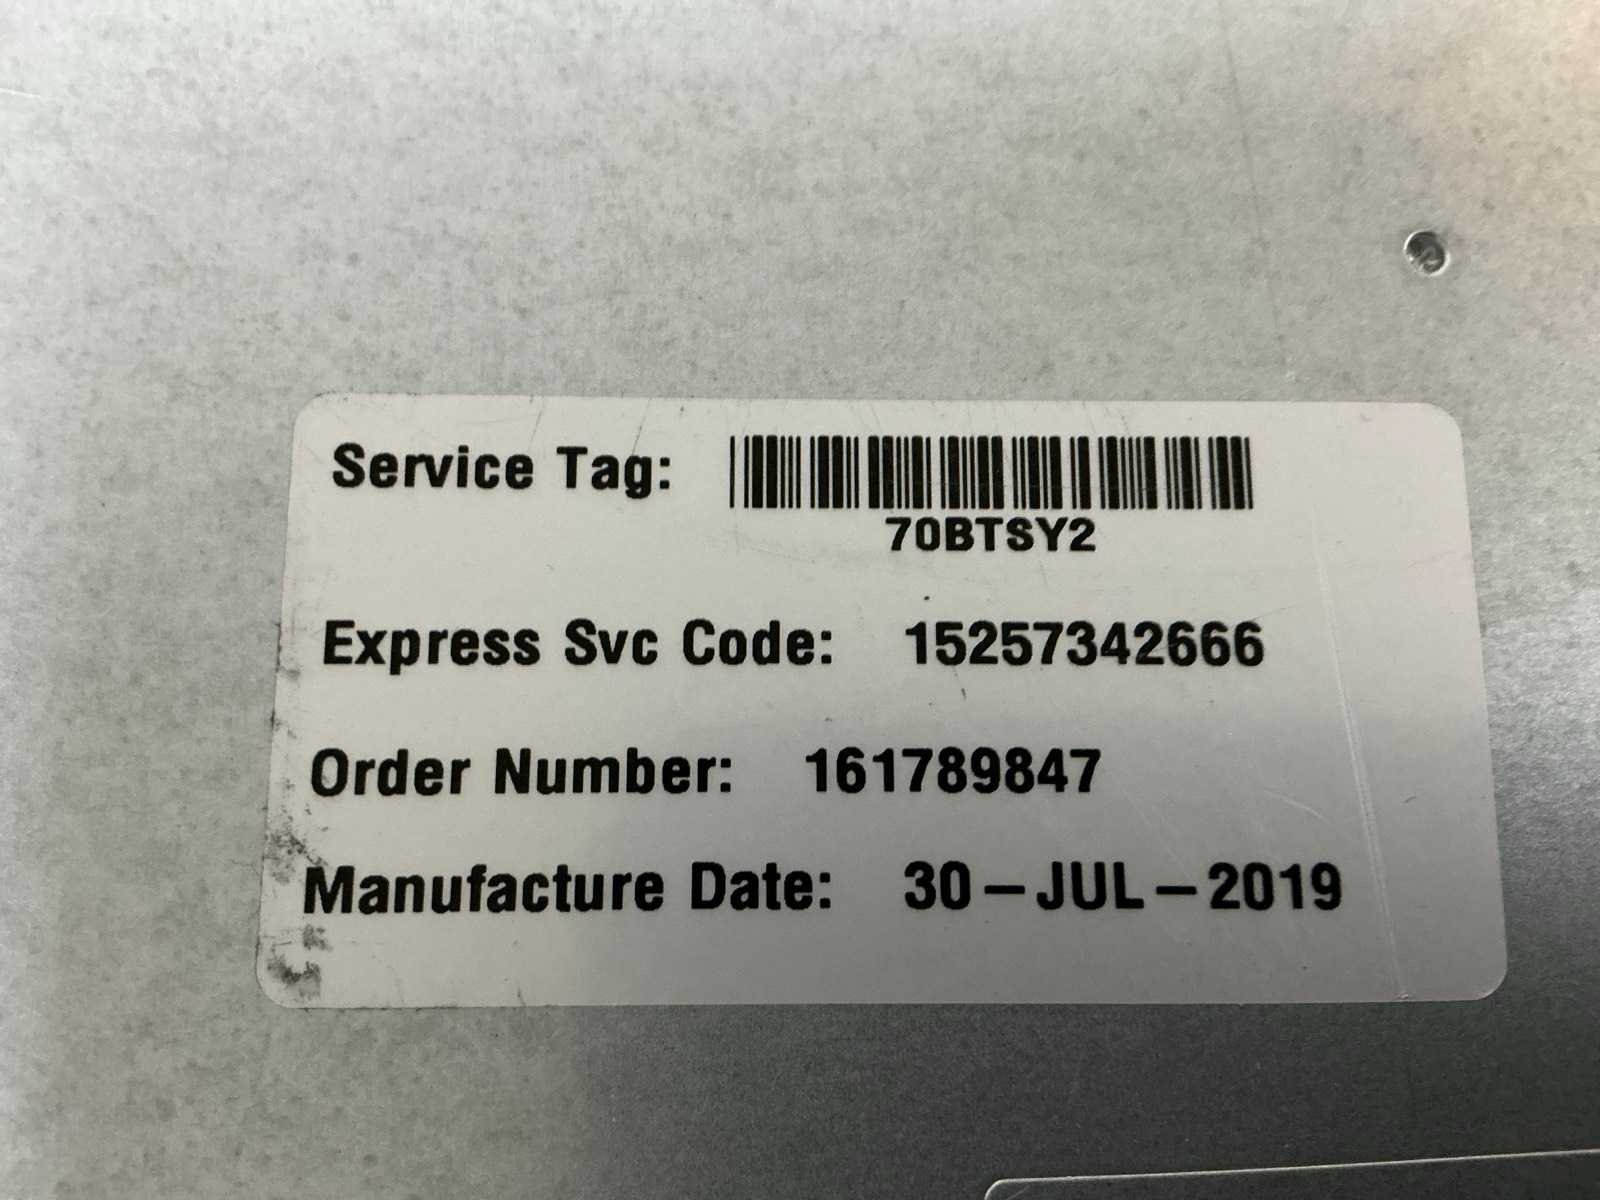 Service Tag:
70BTSY2
Express Svc Code: 15257342666
Order Number: 161789847
Manufacture Date: 30-JUL-2019